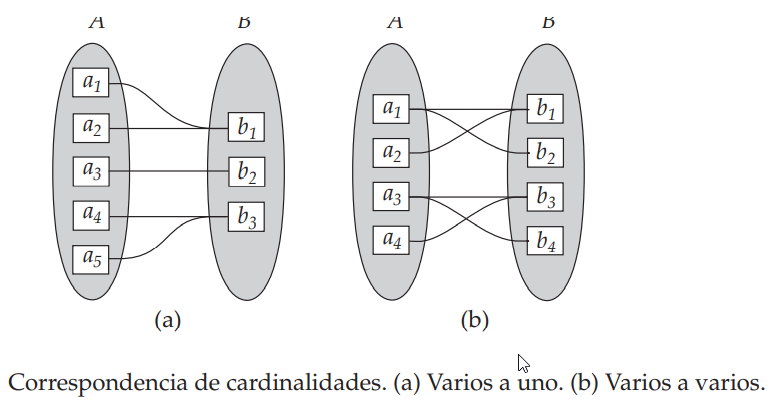 A B A B
a1 a1
a2 b1 b1
a3 b2 a2 b2
a4 b3 a3 b3
a5 a4 b4
(a) (b)
Correspondencia de cardinalidades. (a) Varios a uno. (b) Varios a varios.